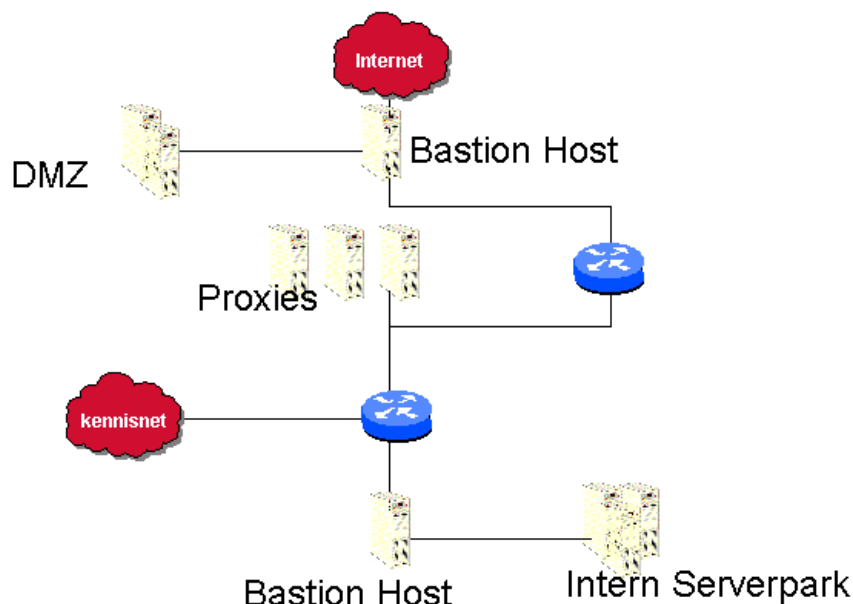 Internet
Bastion Host
DMZ
Proxies
kennisnet
Bastion Host
Intern Serverpark